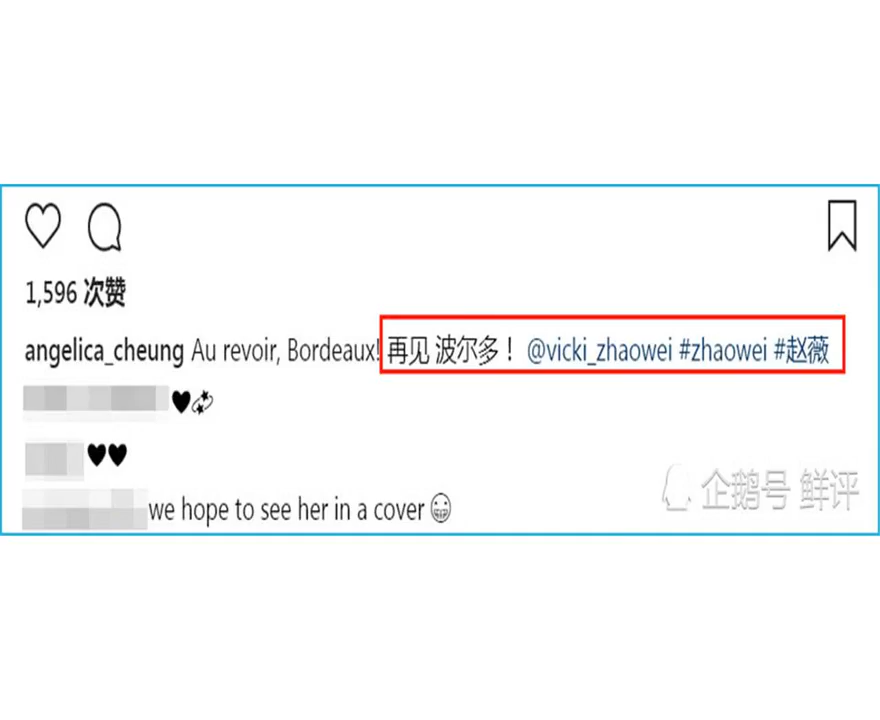 1,596 次赞
angelica_cheung Au revoir, Bordeaux! 再见 波尔多！ @vicki_zhaowei #zhaowei #赵薇
we hope to see her in a cover
企鹅号 鲜评